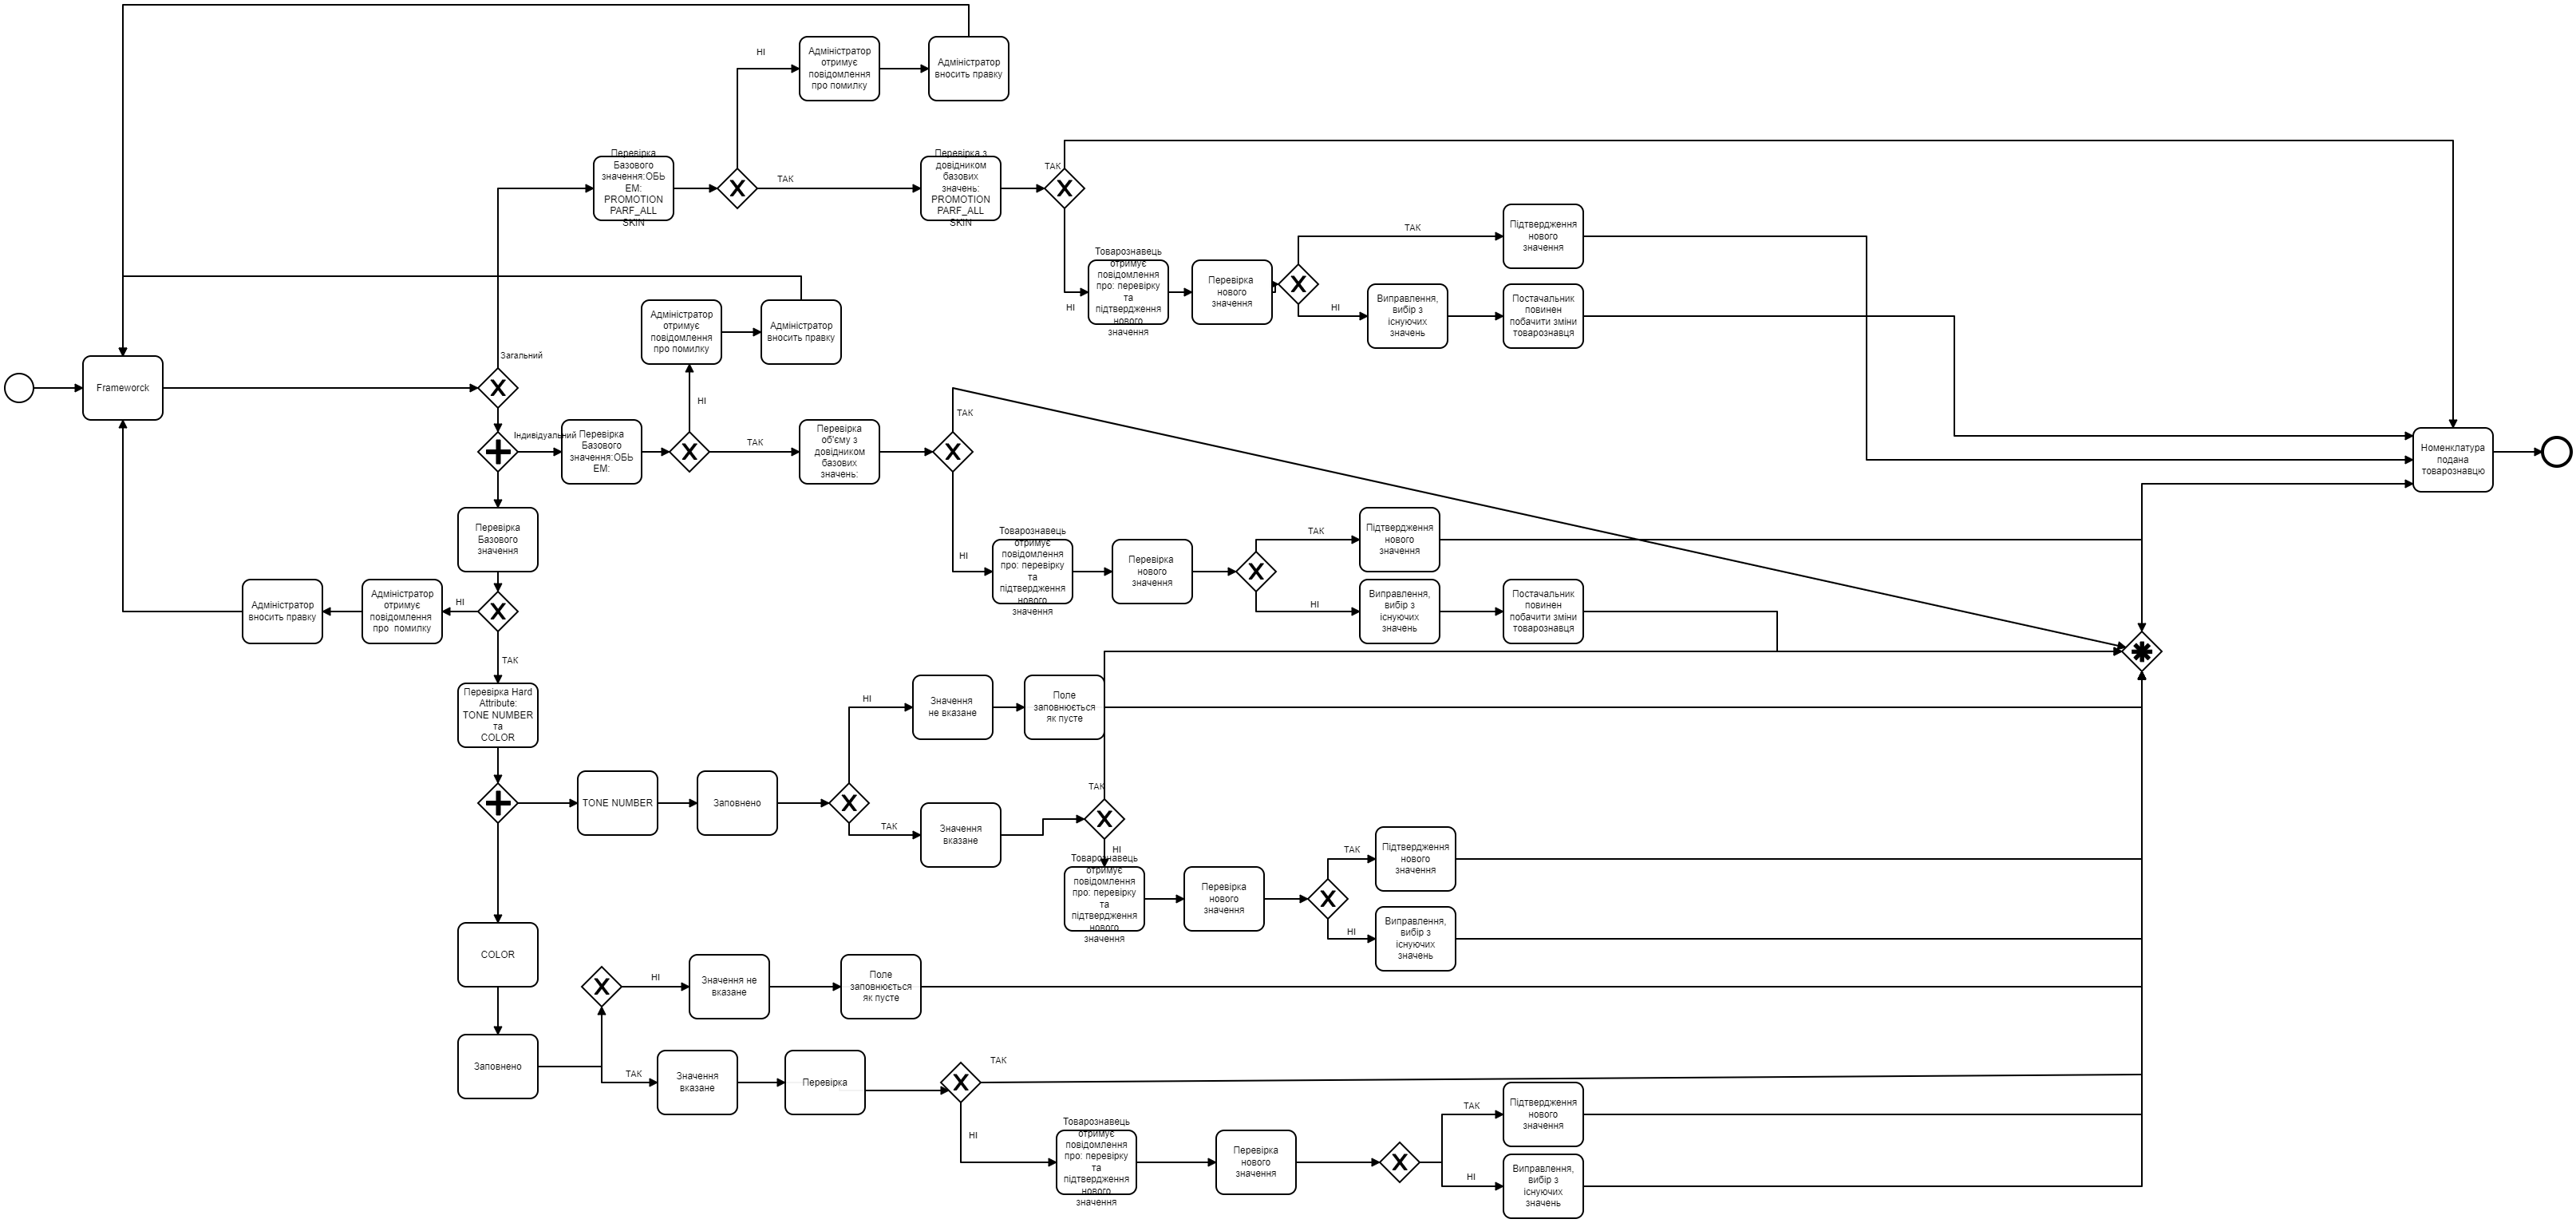 НІ
Адміністратор
отримує
повідомлення
про помилку
Адміністратор
вносить правку
Перевірка
Базового
значення:ОБЬ
ЕМ:
PROMOTION
PARF_ALL
SKIN
ТАК
Перевірка з
довідником
базових
значень:
PROMOTION
PARF_ALL
SKIN
ТАК
НІ
Товарознавець
отримує
повідомлення
про: перевірку
та
підтвердження
нового
значення
Перевірка
нового
значення
ТАК
Підтвердження
нового
значення
НІ
Виправлення,
вибір з
існуючих
значень
Постачальник
повинен
побачити зміни
товарознавця
Адміністратор
отримує
повідомлення
про помилку
Адміністратор
вносить правку
Frameworck
Загальний
НІ
Індивідуальний
Перевірка
Базового
значення:ОБЬ
ЕМ:
ТАК
Перевірка
об'єму з
довідником
базових
значень:
ТАК
НІ
Номенклатура
подана
товарознавцю
Товарознавець
отримує
повідомлення
про: перевірку
та
підтвердження
нового
значення
Перевірка
нового
значення
ТАК
Підтвердження
нового
значення
НІ
Виправлення,
вибір з
існуючих
значень
Постачальник
повинен
побачити зміни
товарознавця
Перевірка
Базового
значення
Адміністратор
вносить правку
Адміністратор
отримує
повідомлення
про  помилку
НІ
ТАК
Перевірка Hard
Attribute:
TONE NUMBER
та
COLOR
НІ
Значення
не вказане
Поле
заповнюється
як пусте
TONE NUMBER
Заповнено
ТАК
Значення
вказане
ТАК
НІ
Товарознавець
отримує
повідомлення
про: перевірку
та
підтвердження
нового
значення
Перевірка
нового
значення
ТАК
Підтвердження
нового
значення
НІ
Виправлення,
вибір з
існуючих
значень
COLOR
НІ
Значення не
вказане
Поле
заповнюється
як пусте
Заповнено
ТАК
Значення
вказане
Перевірка
ТАК
НІ
Товарознавець
отримує
повідомлення
про: перевірку
та
підтвердження
нового
значення
Перевірка
нового
значення
ТАК
Підтвердження
нового
значення
НІ
Виправлення,
вибір з
існуючих
значень